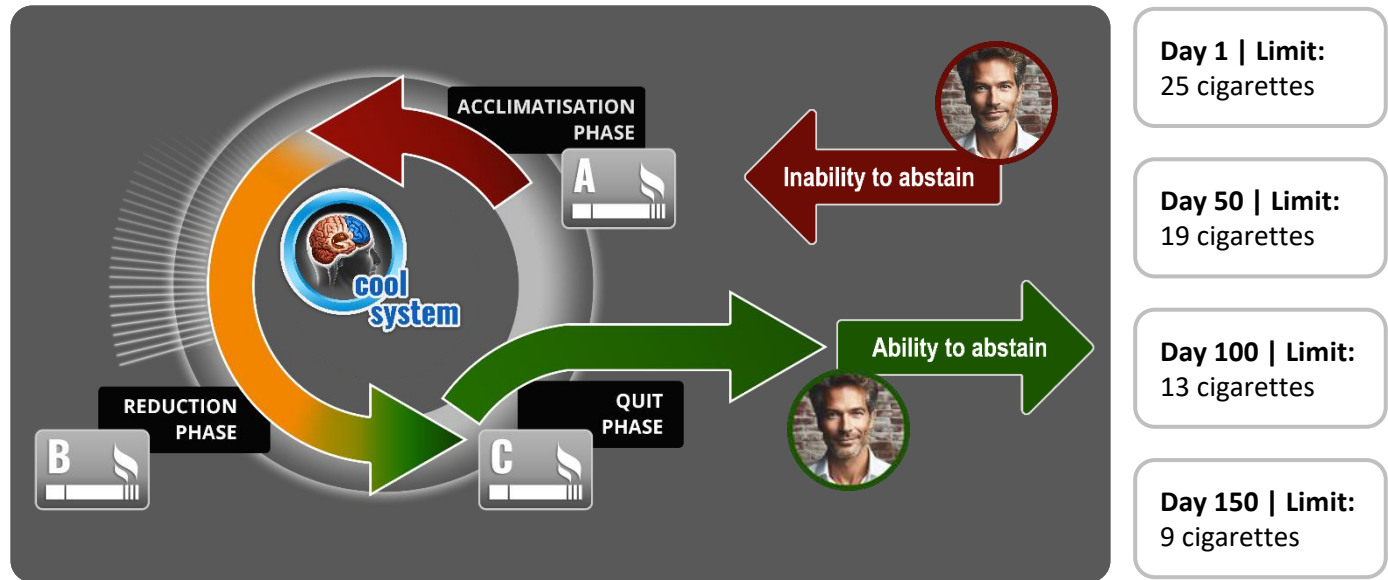 ACCLIMATISATION
PHASE
A
Inability to abstain
cool
system
Ability to abstain
REDUCTION
PHASE
B
QUIT
PHASE
C
Day 1 | Limit:
25 cigarettes
Day 50 | Limit:
19 cigarettes
Day 100 | Limit:
13 cigarettes
Day 150 | Limit:
9 cigarettes